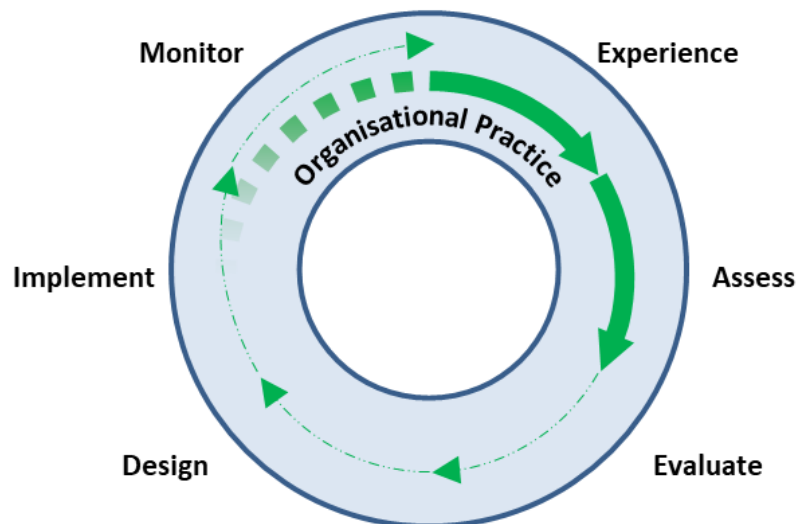 Monitor
Experience
Organisational Practice
Implement
Assess
Design
Evaluate